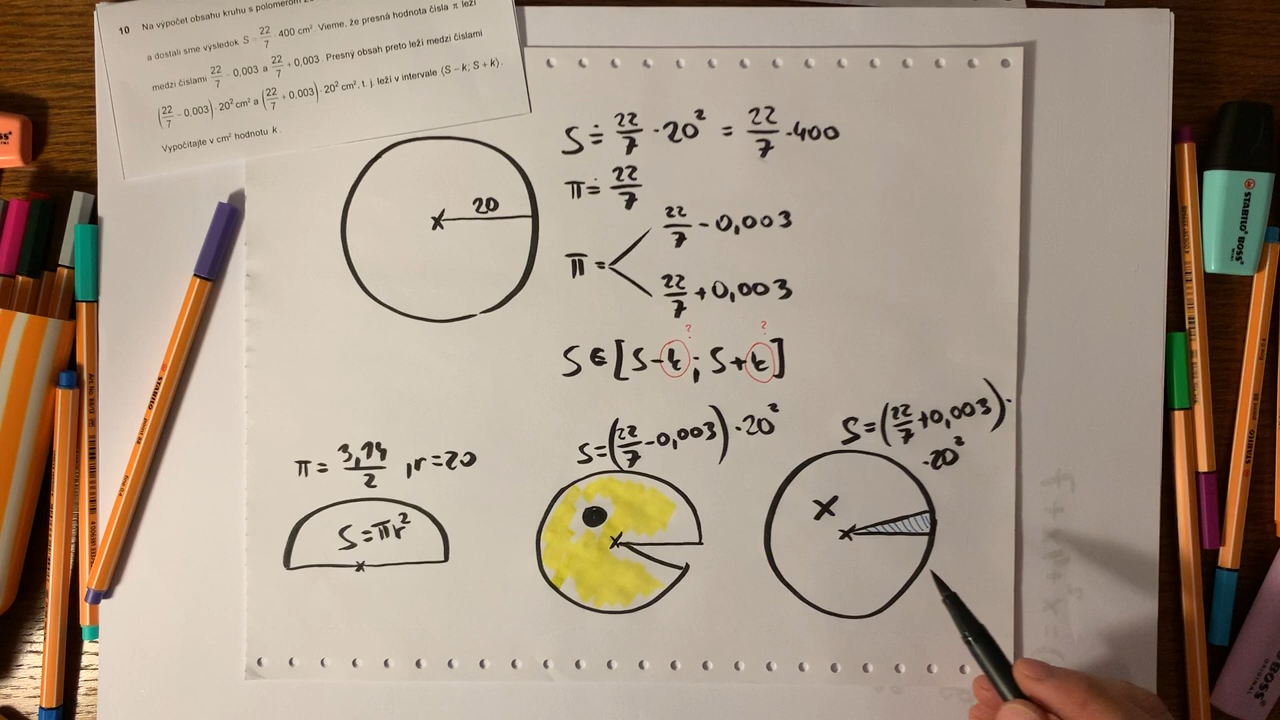 10 Na výpočet obsahu kruhu s polomerom
a dostali sme výsledok S = 22/7 · 400 cm². Vieme, že presná hodnota čísla π leží
medzi číslami 22/7 - 0,003 a 22/7 + 0,003. Presný obsah preto leží medzi číslami
(22/7 - 0,003) · 20² cm² a (22/7 + 0,003) · 20² cm², t. j. leží v intervale (S - k; S + k).
Vypočítajte v cm² hodnotu k.
S ≐ 22/7 · 20² = 22/7 · 400
π ≐ 22/7
20
22/7 - 0,003
π =
22/7 + 0,003
? ?
S ∈ [S-k; S+k]
π = 3,14/2 , r=20
S=πr²
S=(22/7 - 0,003) · 20²
S=(22/7 + 0,003) ·
· 20²
STABILO
STABILO BOSS
BOSS
ORIGINAL